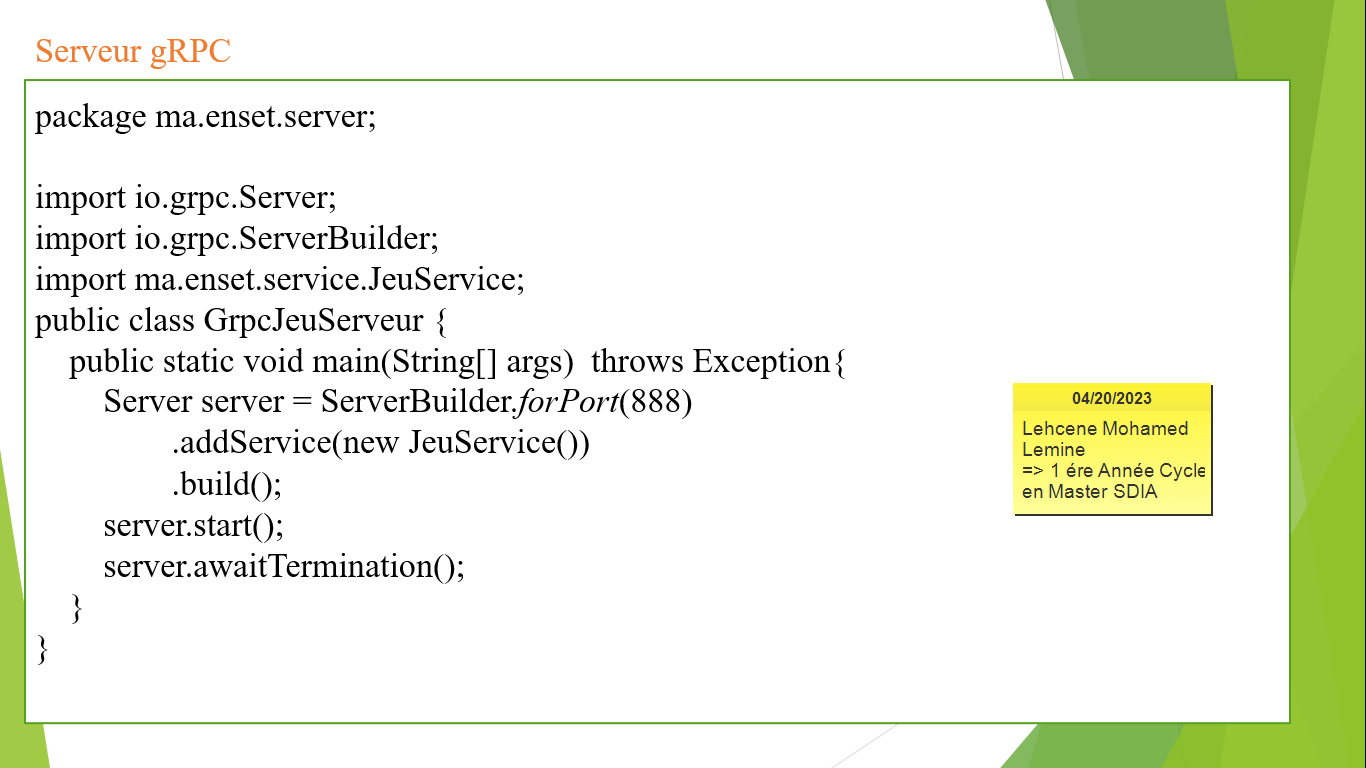 Serveur gRPC
package ma.enset.server;
import io.grpc.Server;
import io.grpc.ServerBuilder;
import ma.enset.service.JeuService;
public class GrpcJeuServeur {
public static void main(String[] args)  throws Exception{
Server server = ServerBuilder.forPort(888)
.addService(new JeuService())
.build();
server.start();
server.awaitTermination();
}
}
04/20/2023
Lehcene Mohamed
Lemine
=> 1 ére Année Cycle
en Master SDIA